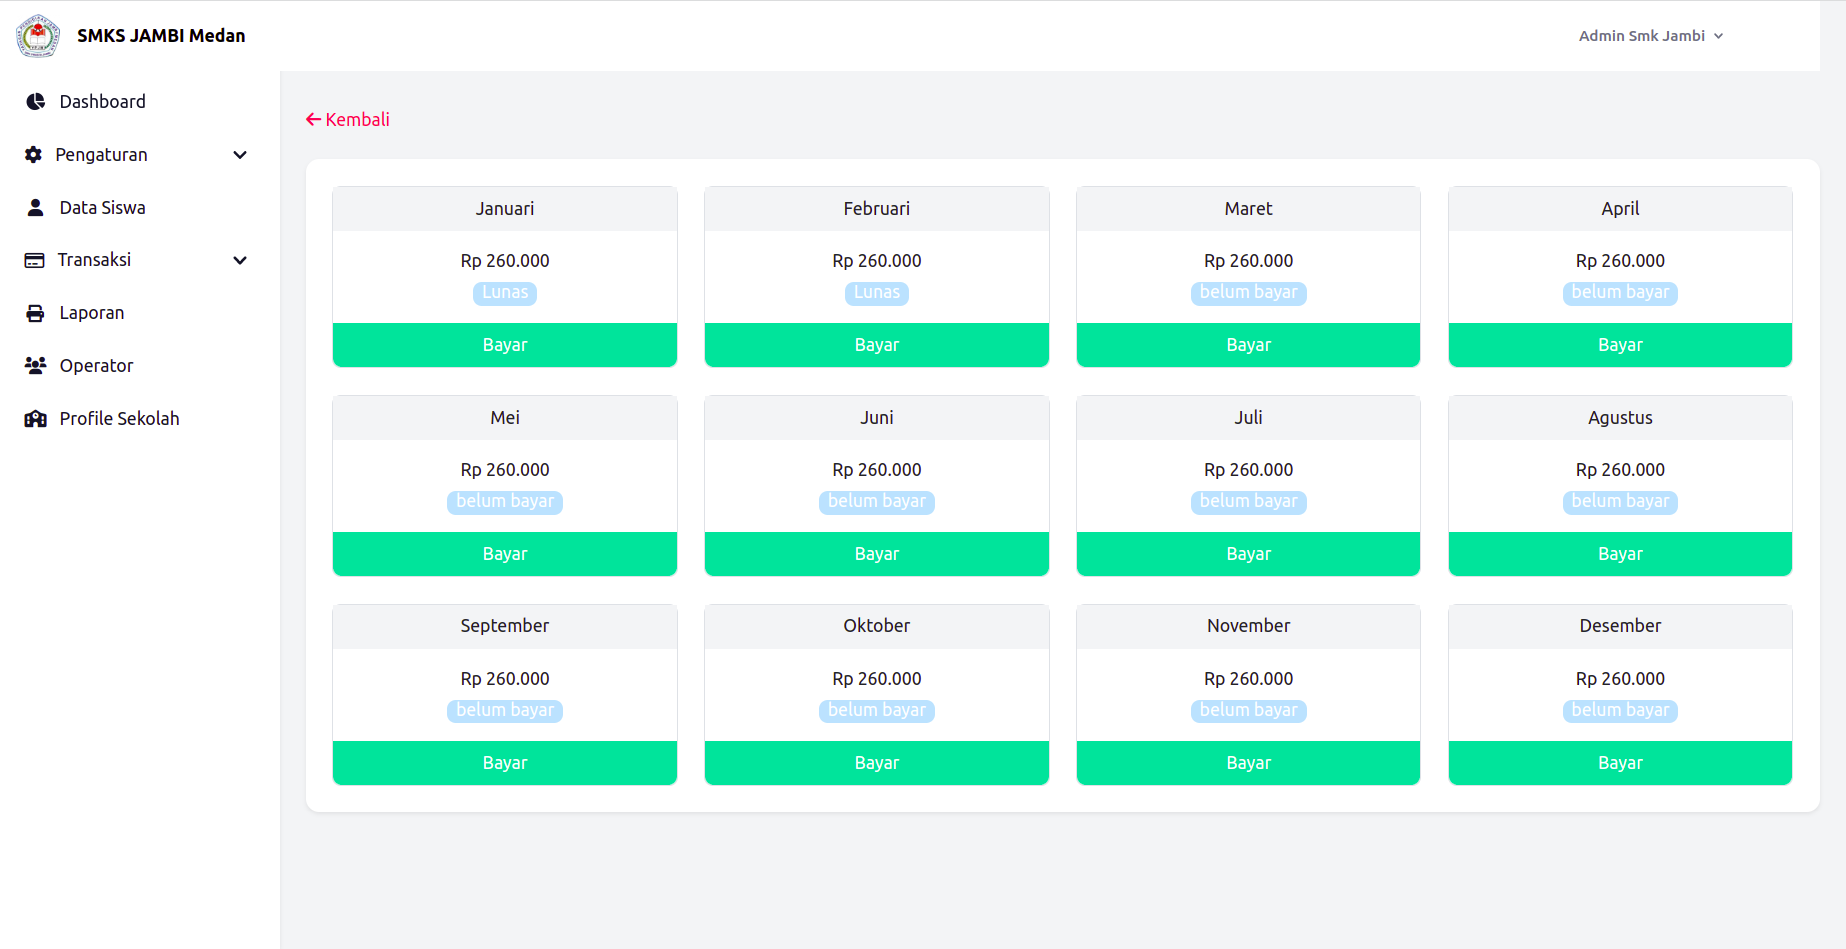 SMKS JAMBI Medan
Admin Smk Jambi
Dashboard
Pengaturan
Data Siswa
Transaksi
Laporan
Operator
Profile Sekolah
Kembali
Januari
Rp 260.000
Lunas
Bayar
Februari
Rp 260.000
Lunas
Bayar
Maret
Rp 260.000
belum bayar
Bayar
April
Rp 260.000
belum bayar
Bayar
Mei
Rp 260.000
belum bayar
Bayar
Juni
Rp 260.000
belum bayar
Bayar
Juli
Rp 260.000
belum bayar
Bayar
Agustus
Rp 260.000
belum bayar
Bayar
September
Rp 260.000
belum bayar
Bayar
Oktober
Rp 260.000
belum bayar
Bayar
November
Rp 260.000
belum bayar
Bayar
Desember
Rp 260.000
belum bayar
Bayar